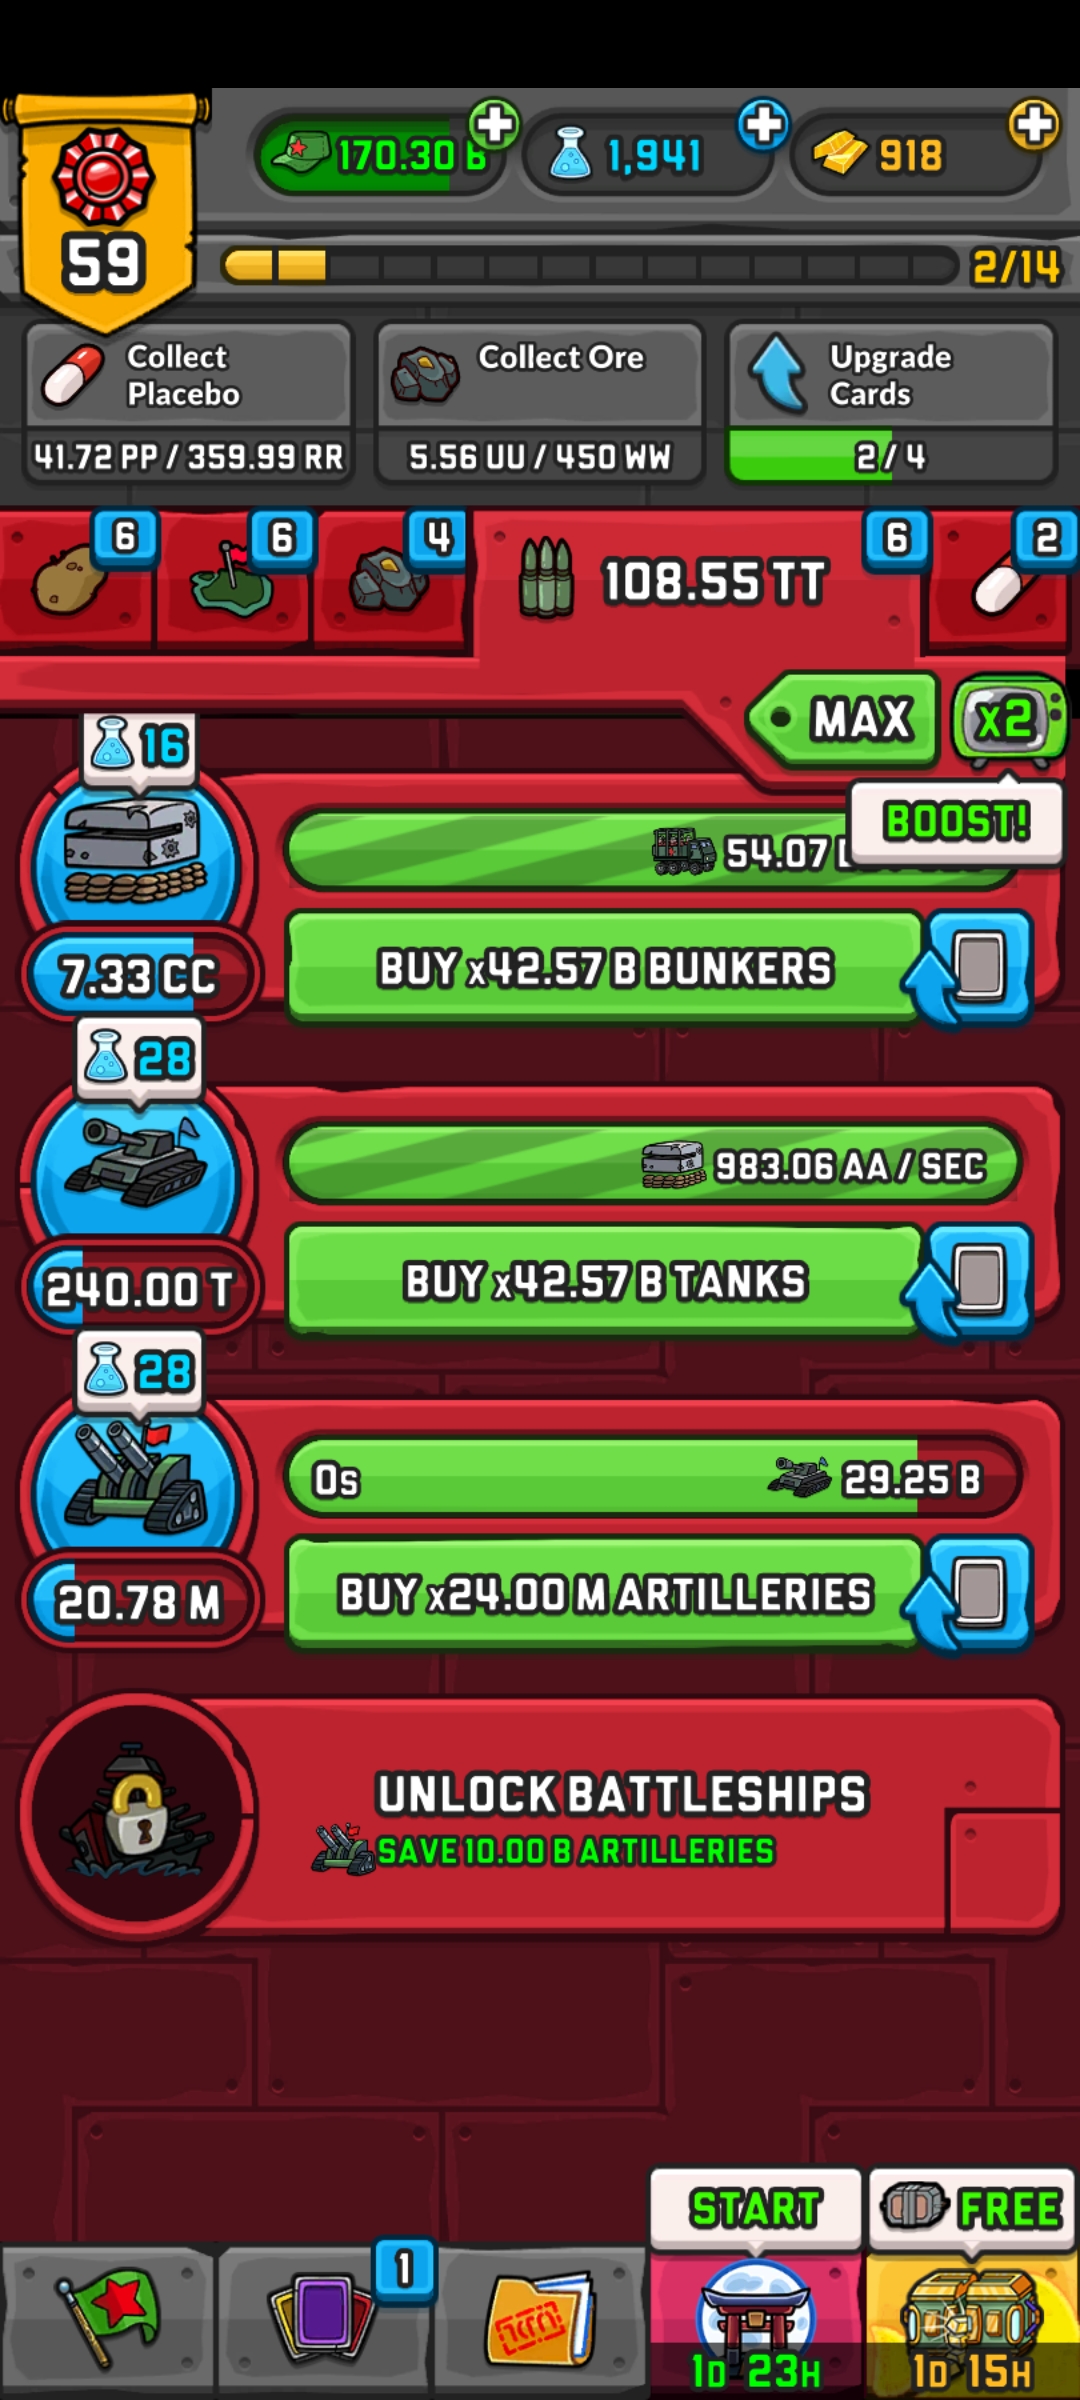 170.30 B
1,941
918
59
2/14
Collect
Placebo
41.72 PP / 359.99 RR
Collect Ore
5.56 UU / 450 WW
Upgrade
Cards
2 / 4
6
6
4
108.55 TT
6
2
MAX
x2
BOOST!
16
54.07
7.33 CC
BUY x42.57 B BUNKERS
28
983.06 AA / SEC
240.00 T
BUY x42.57 B TANKS
28
0s
29.25 B
20.78 M
BUY x24.00 M ARTILLERIES
UNLOCK BATTLESHIPS
SAVE 10.00 B ARTILLERIES
START
FREE
1
1D 23H
1D 15H